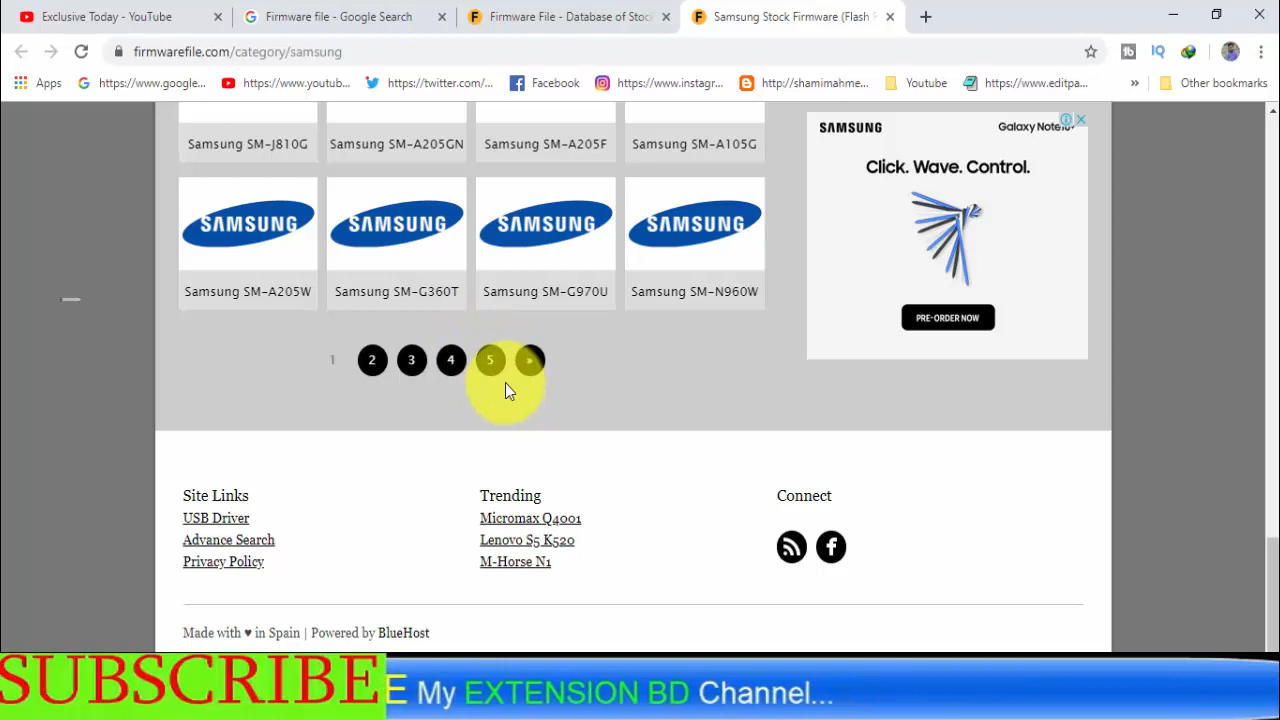 Exclusive Today - YouTube
Firmware file - Google Search
Firmware File - Database of Stoc
Samsung Stock Firmware (Flash F
firmwarefile.com/category/samsung
Apps
https://www.google...
https://www.youtub...
https://twitter.com/...
Facebook
https://www.instagr...
http://shamimahme...
Youtube
https://www.editpa...
»
Other bookmarks
Samsung SM-J810G
Samsung SM-A205GN
Samsung SM-A205F
Samsung SM-A105G
SAMSUNG
SAMSUNG
SAMSUNG
SAMSUNG
Samsung SM-A205W
Samsung SM-G360T
Samsung SM-G970U
Samsung SM-N960W
1 2 3 4 5 »
SAMSUNG
Click. Wave. Control.
PRE-ORDER NOW
Site Links
USB Driver
Advance Search
Privacy Policy
Trending
Micromax Q4001
Lenovo S5 K520
M-Horse N1
Connect
Made with ♥ in Spain | Powered by BlueHost
SUBSCRIBE
E My EXTENSION BD Channel...